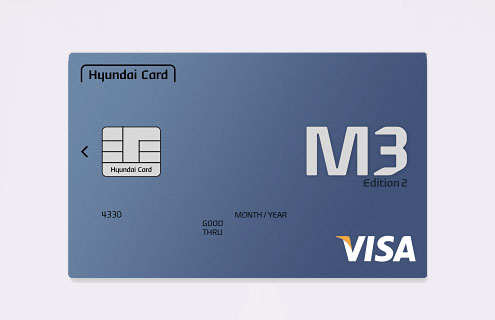 Hyundai Card
M3
Edition2
Hyundai Card
4330
MONTH / YEAR
GOOD
THRU
VISA